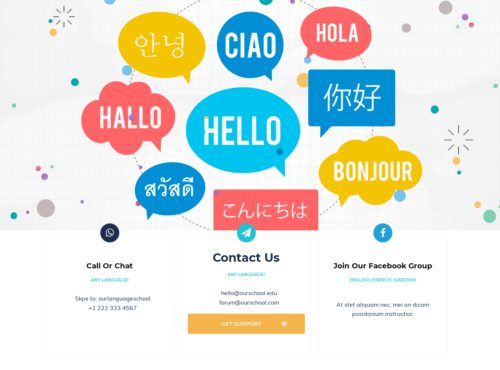 안녕
CIAO
HOLA
HALLO
HELLO
你好
สวัสดี
こんにちは
BONJOUR
Call Or Chat
ANY LANGUAGE!
Skpe to: ourlanguageschool
+1 222 333 4567
Contact Us
ANY LANGUAGE!
hello@ourschool.edu
forum@ourschool.com
GET SUPPORT
Join Our Facebook Group
ENGLISH, FRENCH, SWEDISH
At stet aliquam nec, mei an dicam
posidonium instructior